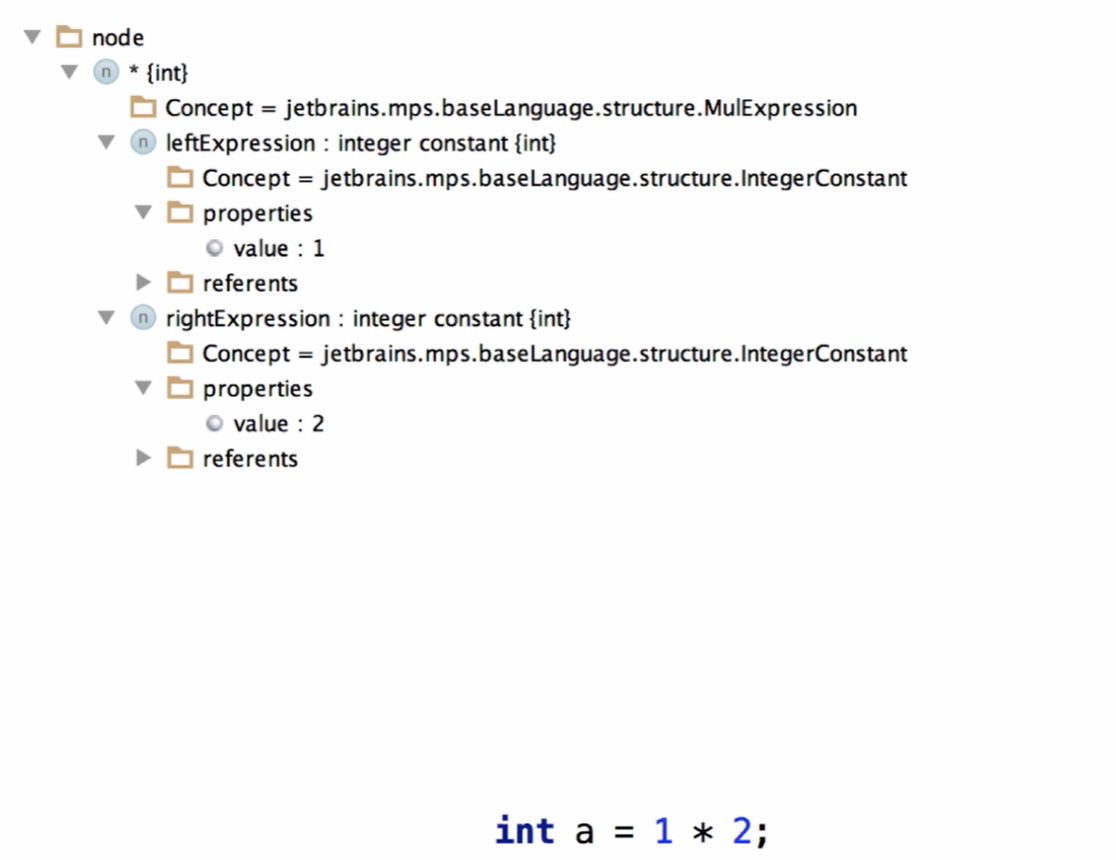 node
* {int}
Concept = jetbrains.mps.baseLanguage.structure.MulExpression
leftExpression : integer constant {int}
Concept = jetbrains.mps.baseLanguage.structure.IntegerConstant
properties
value : 1
referents
rightExpression : integer constant {int}
Concept = jetbrains.mps.baseLanguage.structure.IntegerConstant
properties
value : 2
referents
int a = 1 * 2;